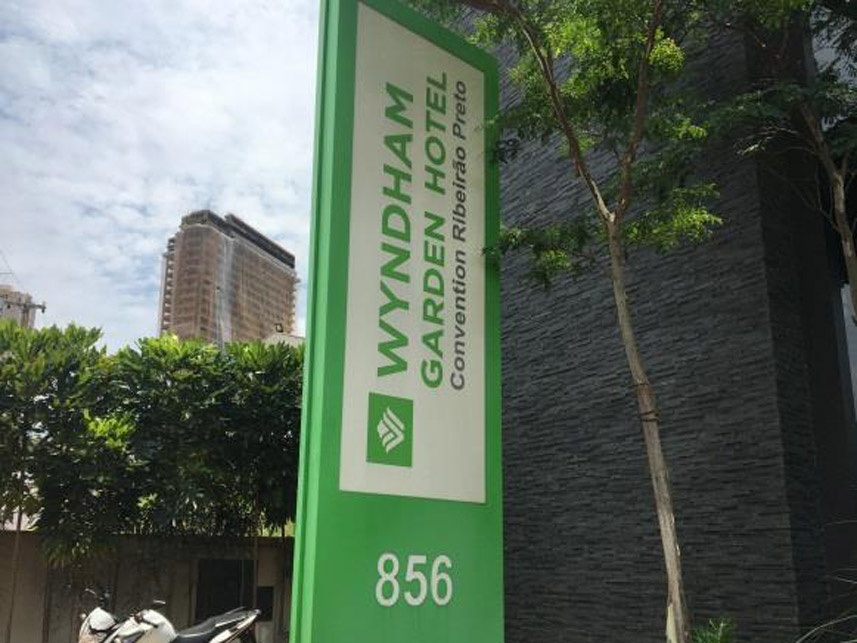 WYNDHAM
GARDEN HOTEL
Convention Ribeirão Preto
856